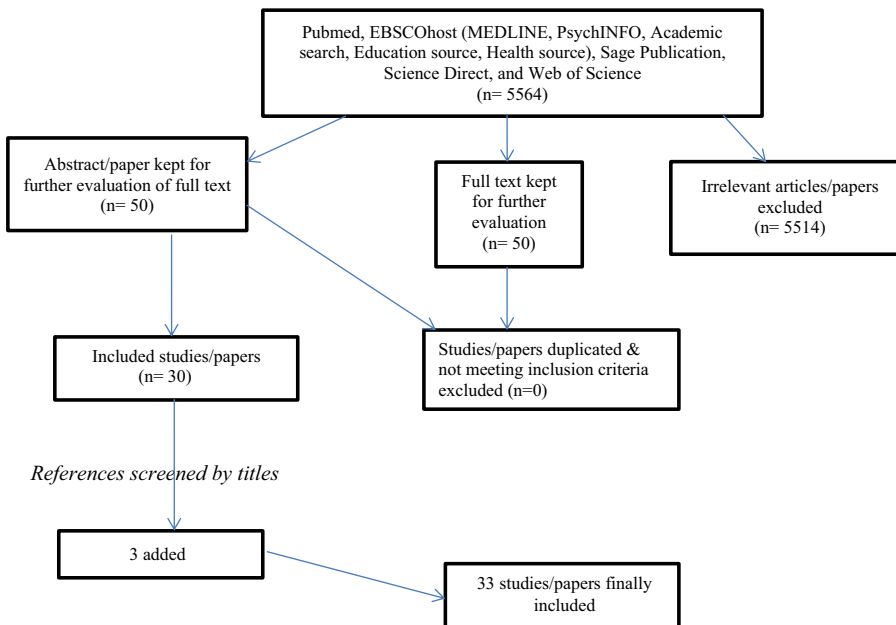 Pubmed, EBSCOhost (MEDLINE, PsychINFO, Academic
search, Education source, Health source), Sage Publication,
Science Direct, and Web of Science
(n= 5564)
Abstract/paper kept for
further evaluation of full text
(n= 50)
Full text kept
for further
evaluation
(n= 50)
Irrelevant articles/papers
excluded
(n= 5514)
Included studies/papers
(n= 30)
Studies/papers duplicated &
not meeting inclusion criteria
excluded (n=0)
References screened by titles
3 added
33 studies/papers finally
included